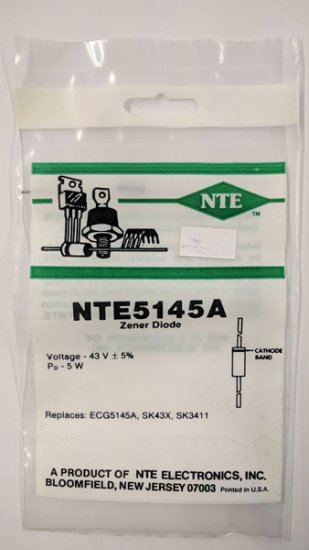 NTE
TM
NTE5145A
Zener Diode
Voltage - 43 V ± 5%
PD - 5 W
CATHODE
BAND
Replaces: ECG5145A, SK43X, SK3411
A PRODUCT OF NTE ELECTRONICS, INC.
BLOOMFIELD, NEW JERSEY 07003 Printed in U.S.A.